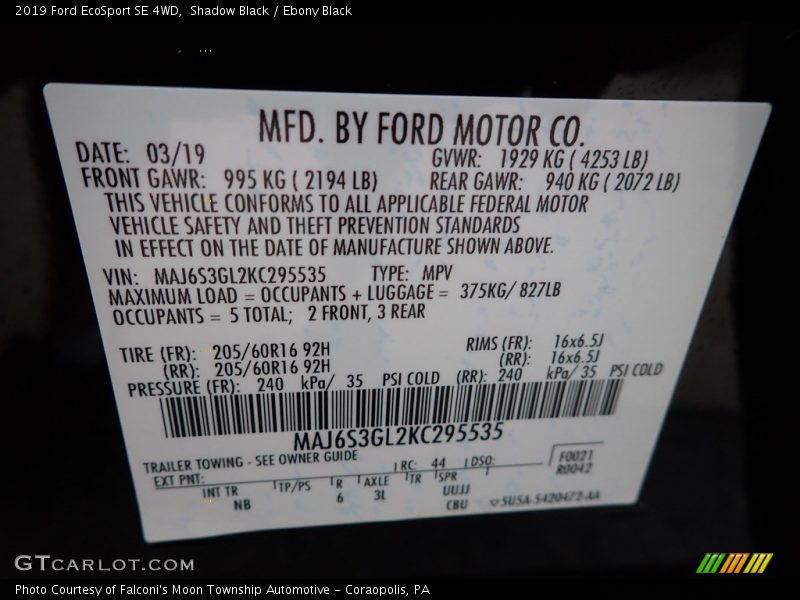 2019 Ford EcoSport SE 4WD,  Shadow Black / Ebony Black
MFD. BY FORD MOTOR CO.
DATE: 03/19 GVWR: 1929 KG ( 4253 LB)
FRONT GAWR: 995 KG ( 2194 LB) REAR GAWR: 940 KG ( 2072 LB)
THIS VEHICLE CONFORMS TO ALL APPLICABLE FEDERAL MOTOR
VEHICLE SAFETY AND THEFT PREVENTION STANDARDS
IN EFFECT ON THE DATE OF MANUFACTURE SHOWN ABOVE.
VIN: MAJ6S3GL2KC295535 TYPE: MPV
MAXIMUM LOAD = OCCUPANTS + LUGGAGE = 375KG/ 827LB
OCCUPANTS = 5 TOTAL; 2 FRONT, 3 REAR
TIRE (FR): 205/60R16 92H RIMS (FR): 16x6.5J
(RR): 205/60R16 92H (RR): 16x6.5J
PRESSURE (FR): 240 kPa/ 35 PSI COLD (RR): 240 kPa/ 35 PSI COLD
MAJ6S3GL2KC295535
TRAILER TOWING - SEE OWNER GUIDE RC: 44 DSO: F0021
EXT PNT: R0042
INT TR TP/PS R AXLE TR SPR
NB 6 3L UUJJ
CBU SU5A-5420472-AA
GTCARLOT.COM
Photo Courtesy of Falconi's Moon Township Automotive - Coraopolis, PA